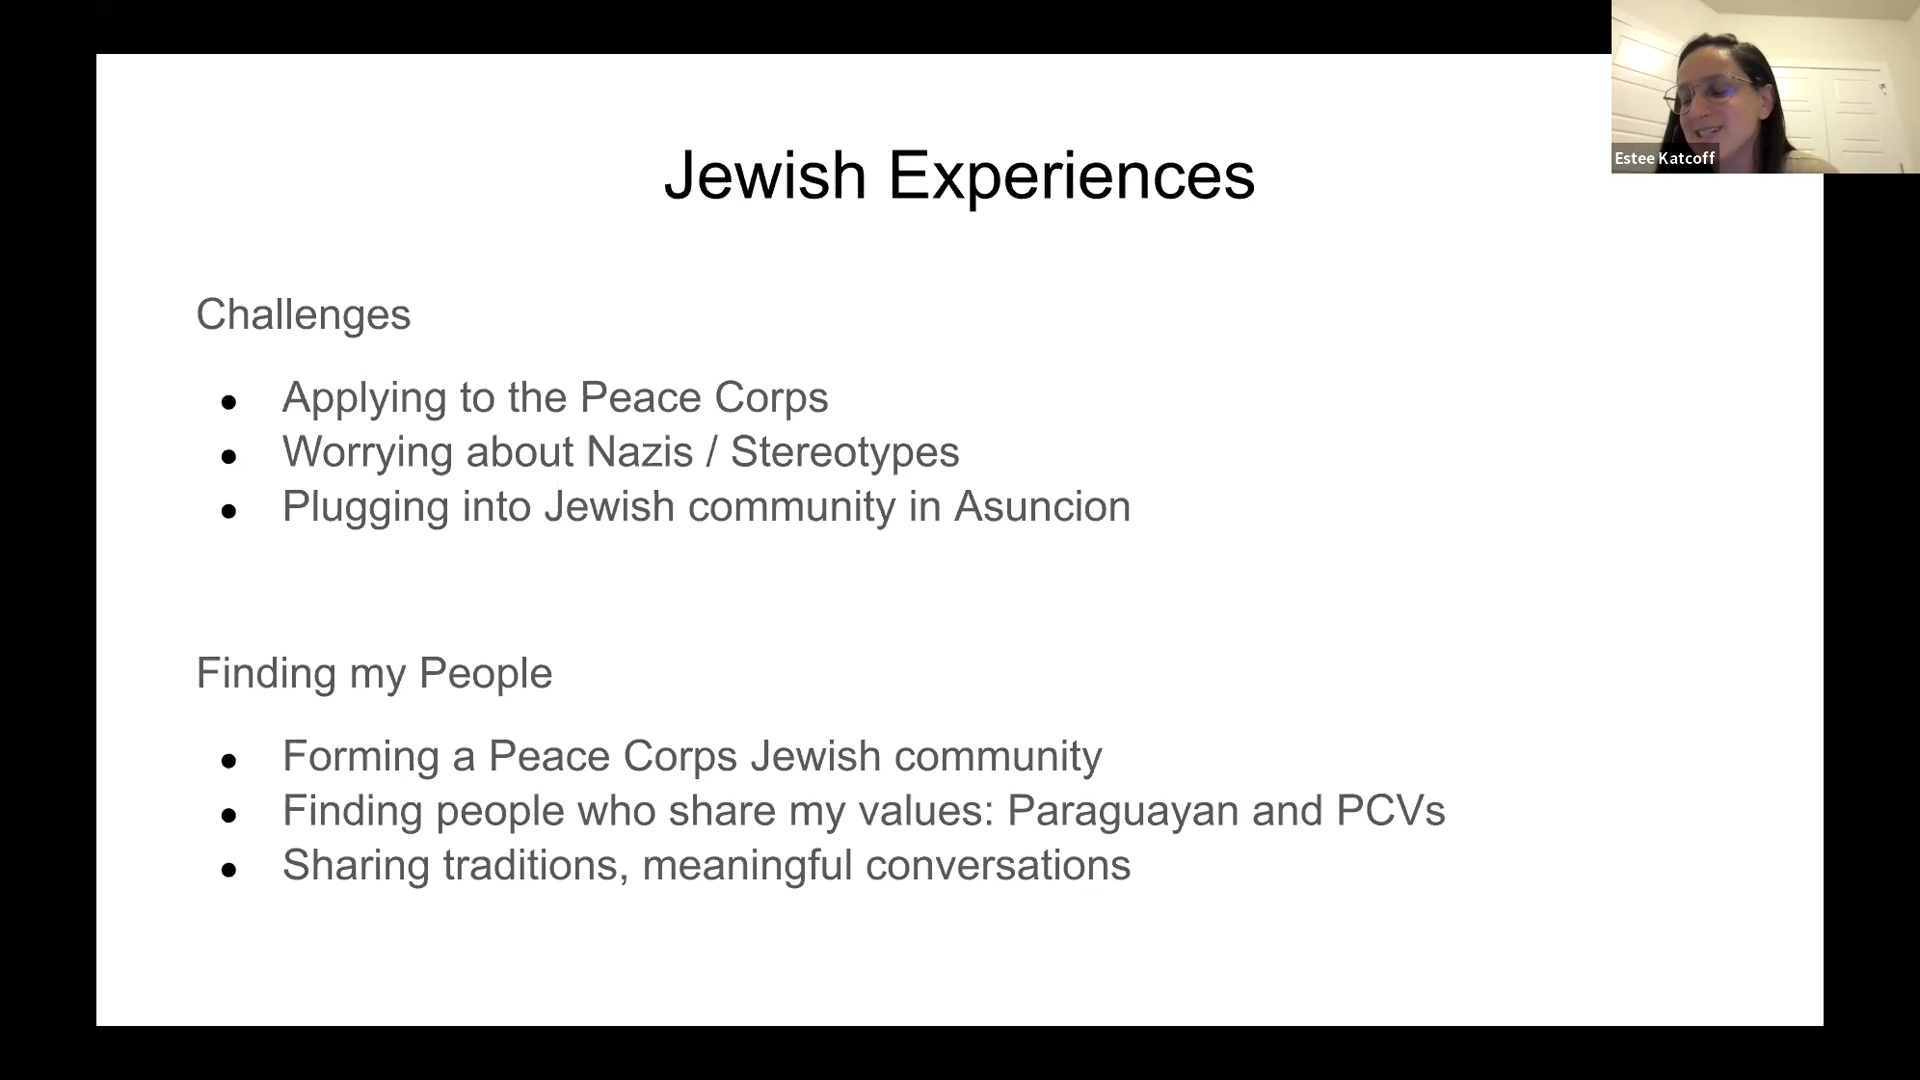 Jewish Experiences
Estee Katcoff
Challenges
● Applying to the Peace Corps
● Worrying about Nazis / Stereotypes
● Plugging into Jewish community in Asuncion
Finding my People
● Forming a Peace Corps Jewish community
● Finding people who share my values: Paraguayan and PCVs
● Sharing traditions, meaningful conversations